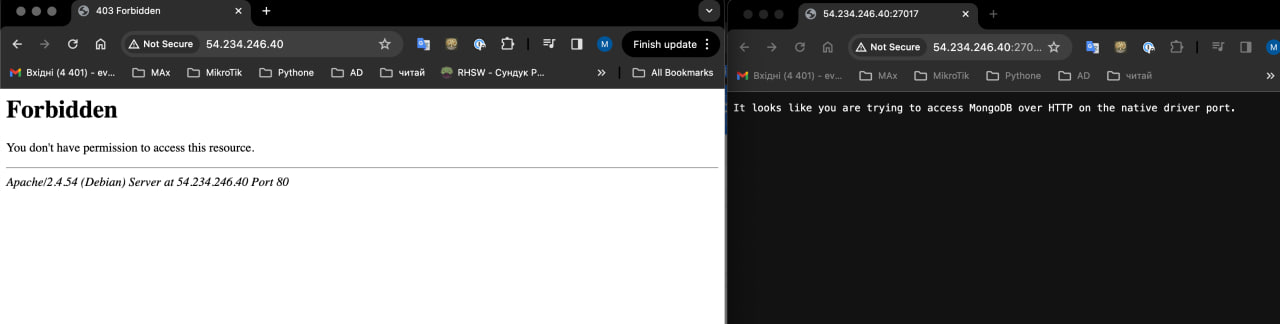 403 Forbidden
Not Secure
54.234.246.40
Finish update
M
Вхідні (4 401) - ev...
MAx
MikroTik
Pythone
AD
читай
RHSW - Сундук Р...
All Bookmarks
Forbidden
You don't have permission to access this resource.
Apache/2.4.54 (Debian) Server at 54.234.246.40 Port 80
54.234.246.40:27017
Not Secure
54.234.246.40:270...
M
Вхідні (4 401) - ev...
MAx
MikroTik
Pythone
AD
читай
It looks like you are trying to access MongoDB over HTTP on the native driver port.